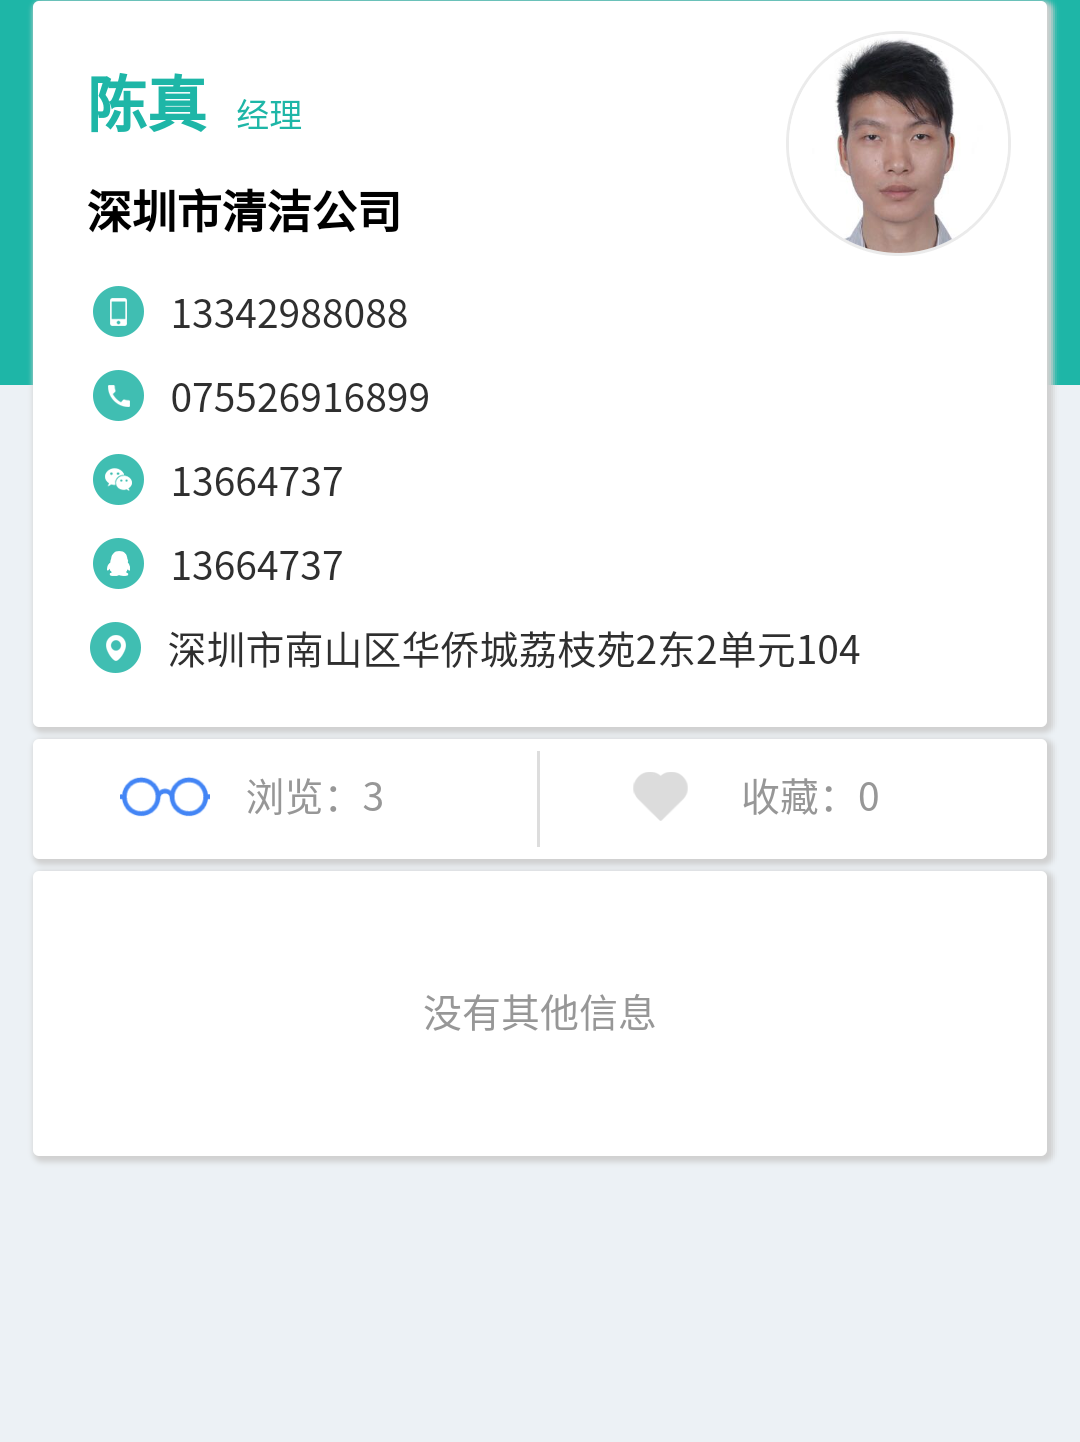 陈真 经理
深圳市清洁公司
13342988088
075526916899
13664737
13664737
深圳市南山区华侨城荔枝苑2东2单元104
浏览：3
收藏：0
没有其他信息